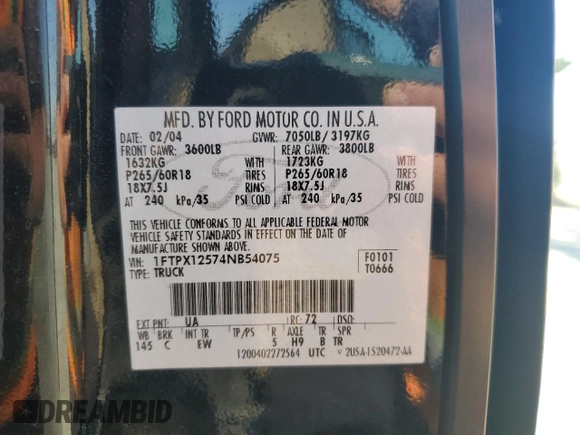 MFD. BY FORD MOTOR CO. IN U.S.A.
DATE: 02/04 GVWR: 7050LB/ 3197KG
FRONT GAWR: 3600LB REAR GAWR: 3800LB
1632KG WITH 1723KG WITH
P265/60R18 TIRES P265/60R18 TIRES
18X7.5J RIMS 18X7.5J RIMS
AT 240 kPa/35 PSI COLD AT 240 kPa/35 PSI COLD
Ford
THIS VEHICLE CONFORMS TO ALL APPLICABLE FEDERAL MOTOR
VEHICLE SAFETY STANDARDS IN EFFECT ON THE DATE OF
MANUFACTURE SHOWN ABOVE.
VIN: 1FTPX12574NB54075 F0101
TYPE: TRUCK T0666
EXT PNT: UA RC: 72 DSO:
WB BRK INT TR TP/PS R AXLE TR SPR
145 C EW 5 H9 B TR
1200402272564 UTC 2U5A-1520472-AA
DREAMBID